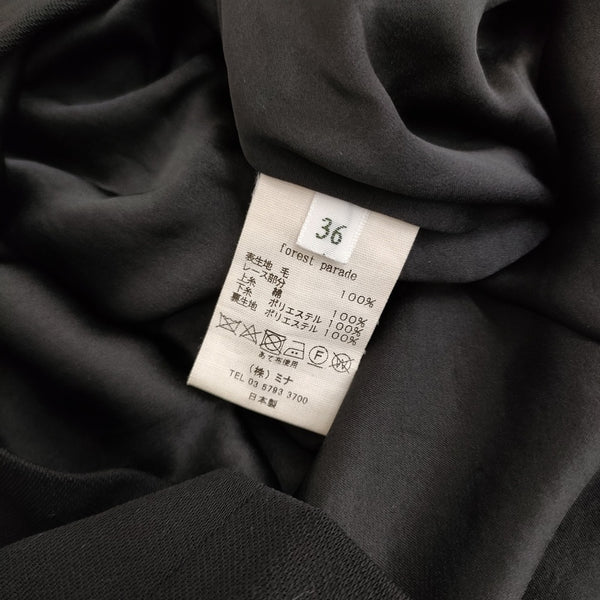 36
forest parade
表生地 毛 100%
レース部分
上糸 綿 100%
下糸 ポリエステル 100%
裏生地 ポリエステル 100%
F
あて布使用
(株) ミナ
TEL 03 5793 3700
日本製